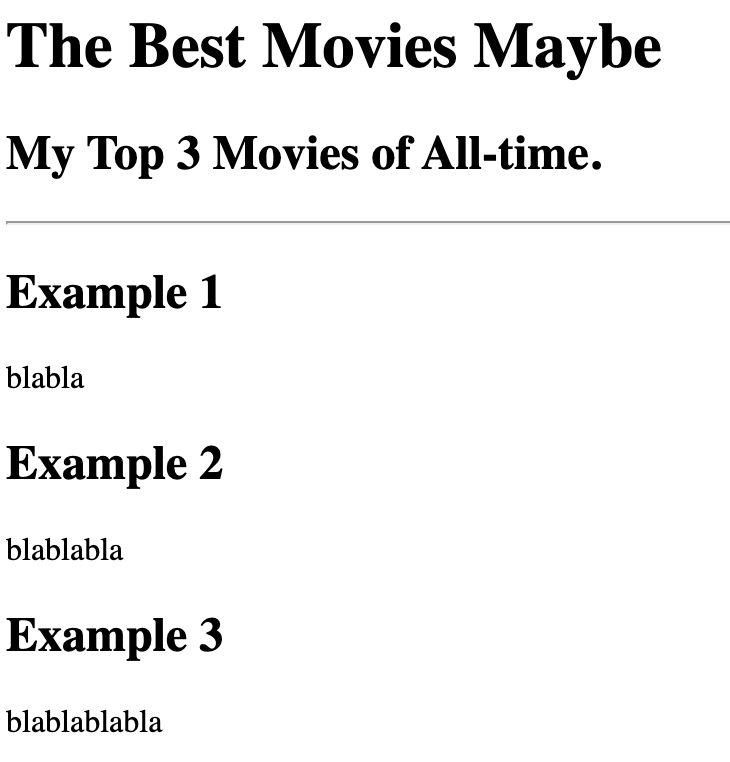 The Best Movies Maybe
My Top 3 Movies of All-time.
Example 1
blabla
Example 2
blablabla
Example 3
blablablabla